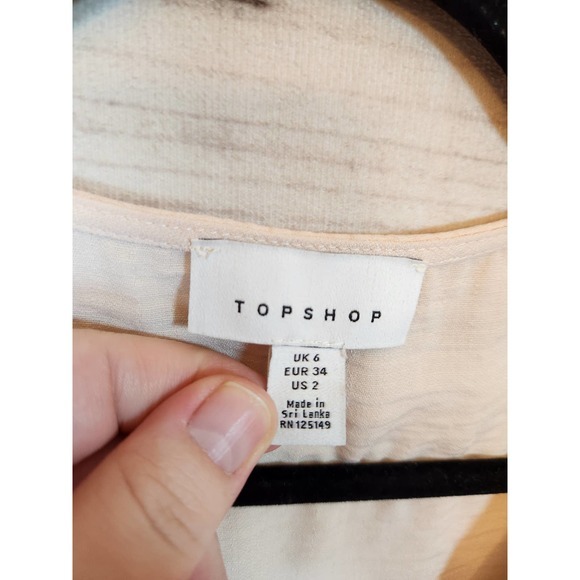 TOPSHOP
UK 6
EUR 34
US 2
Made in
Sri Lanka
RN 125149